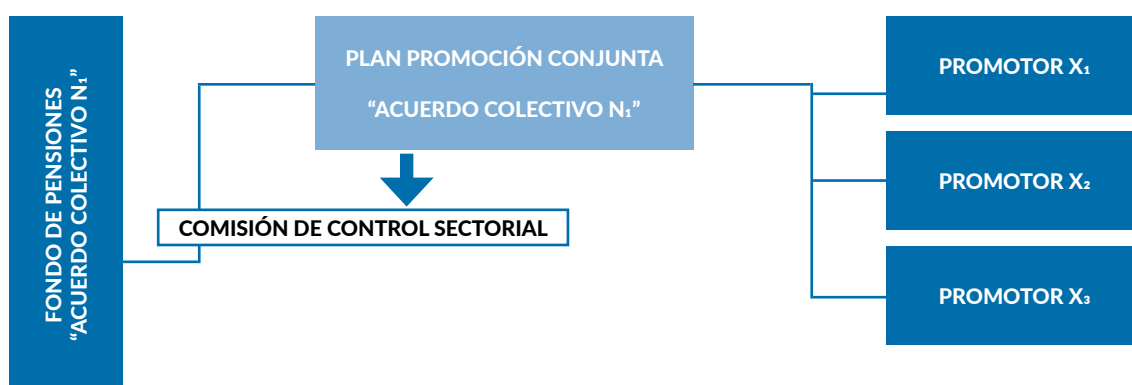 FONDO DE PENSIONES
“ACUERDO COLECTIVO N₁”
PLAN PROMOCIÓN CONJUNTA
“ACUERDO COLECTIVO N₁”
COMISIÓN DE CONTROL SECTORIAL
PROMOTOR X₁
PROMOTOR X₂
PROMOTOR X₃